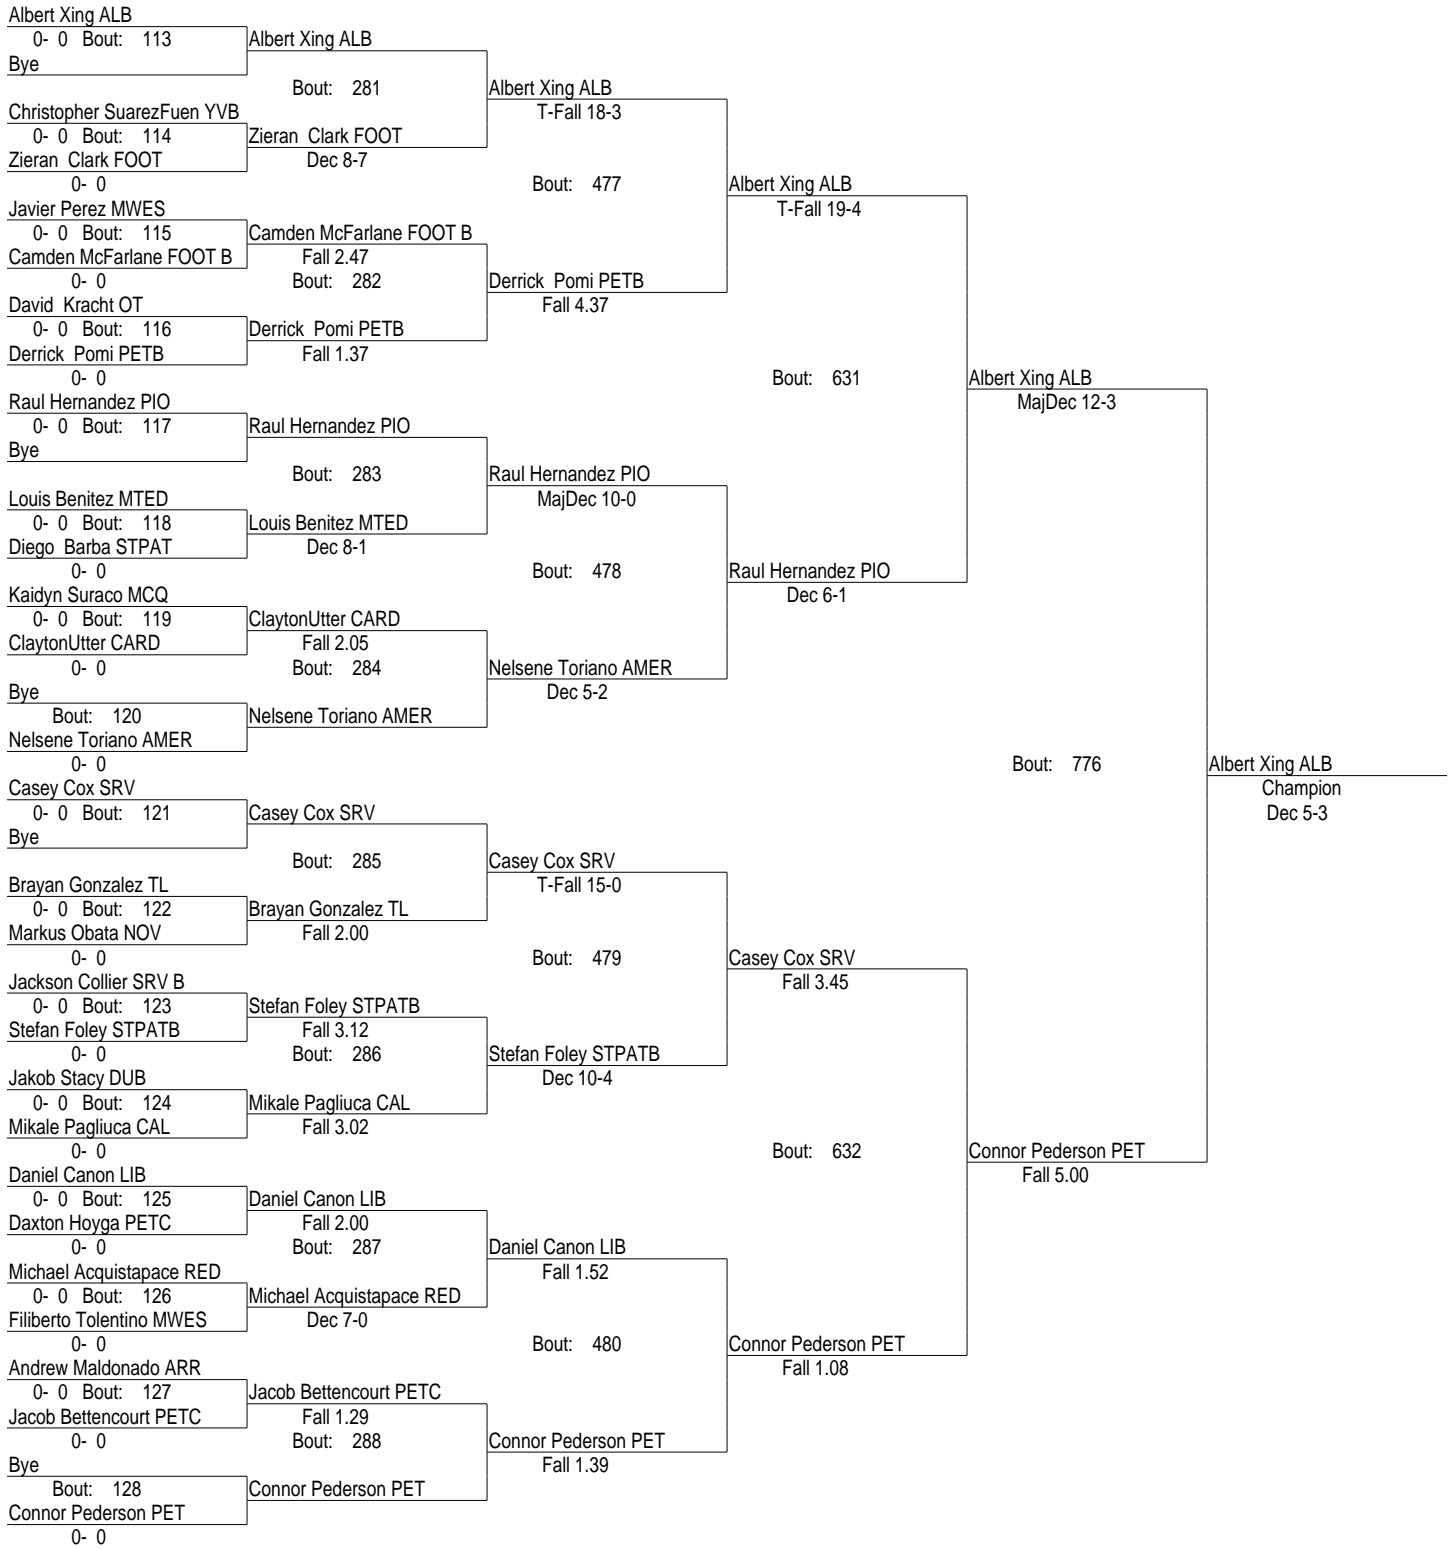 Albert Xing ALB
0- 0 Bout: 113 Albert Xing ALB
Bye
Bout: 281 Albert Xing ALB
Christopher SuarezFuen YVB T-Fall 18-3
0- 0 Bout: 114 Zieran Clark FOOT
Zieran Clark FOOT Dec 8-7
0- 0 Bout: 477 Albert Xing ALB
Javier Perez MWES T-Fall 19-4
0- 0 Bout: 115 Camden McFarlane FOOT B
Camden McFarlane FOOT B Fall 2.47
0- 0 Bout: 282 Derrick Pomi PETB
David Kracht OT Fall 4.37
0- 0 Bout: 116 Derrick Pomi PETB
Derrick Pomi PETB Fall 1.37
0- 0 Bout: 631 Albert Xing ALB
Raul Hernandez PIO MajDec 12-3
0- 0 Bout: 117 Raul Hernandez PIO
Bye
Bout: 283 Raul Hernandez PIO
Louis Benitez MTED MajDec 10-0
0- 0 Bout: 118 Louis Benitez MTED
Diego Barba STPAT Dec 8-1
0- 0 Bout: 478 Raul Hernandez PIO
Kaidyn Suraco MCQ Dec 6-1
0- 0 Bout: 119 ClaytonUtter CARD
ClaytonUtter CARD Fall 2.05
0- 0 Bout: 284 Nelsene Toriano AMER
Bye Dec 5-2
Bout: 120 Nelsene Toriano AMER
Nelsene Toriano AMER
0- 0 Bout: 776 Albert Xing ALB
Casey Cox SRV Champion
0- 0 Bout: 121 Casey Cox SRV Dec 5-3
Bye
Bout: 285 Casey Cox SRV
Brayan Gonzalez TL T-Fall 15-0
0- 0 Bout: 122 Brayan Gonzalez TL
Markus Obata NOV Fall 2.00
0- 0 Bout: 479 Casey Cox SRV
Jackson Collier SRV B Fall 3.45
0- 0 Bout: 123 Stefan Foley STPATB
Stefan Foley STPATB Fall 3.12
0- 0 Bout: 286 Stefan Foley STPATB
Jakob Stacy DUB Dec 10-4
0- 0 Bout: 124 Mikale Pagliuca CAL
Mikale Pagliuca CAL Fall 3.02
0- 0 Bout: 632 Connor Pederson PET
Daniel Canon LIB Fall 5.00
0- 0 Bout: 125 Daniel Canon LIB
Daxton Hoyga PETC Fall 2.00
0- 0 Bout: 287 Daniel Canon LIB
Michael Acquistapace RED Fall 1.52
0- 0 Bout: 126 Michael Acquistapace RED
Filiberto Tolentino MWES Dec 7-0
0- 0 Bout: 480 Connor Pederson PET
Andrew Maldonado ARR Fall 1.08
0- 0 Bout: 127 Jacob Bettencourt PETC
Jacob Bettencourt PETC Fall 1.29
0- 0 Bout: 288 Connor Pederson PET
Bye Fall 1.39
Bout: 128 Connor Pederson PET
Connor Pederson PET
0- 0